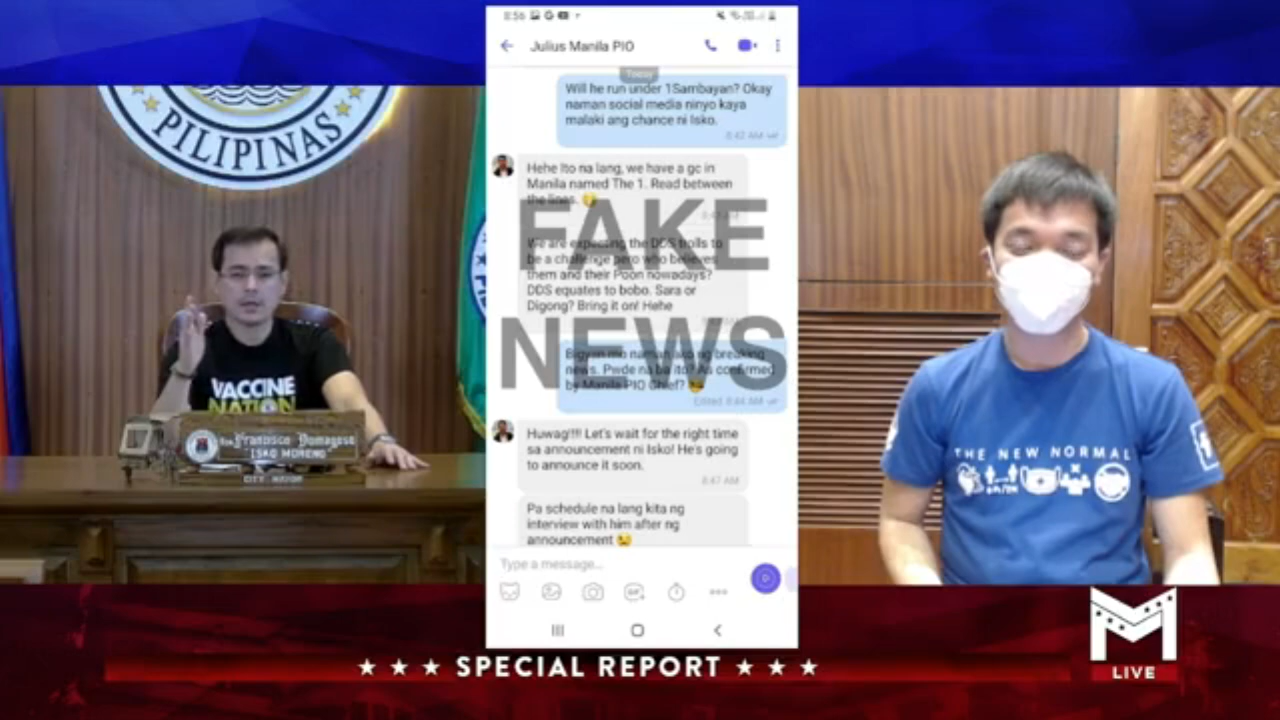 PILIPINAS
VACCINE
NATION
Hon. Francisco Domagoso
"ISKO MORENO"
CITY MAYOR
8:56
Julius Manila PIO
Today
Will he run under 1Sambayan? Okay
naman social media ninyo kaya
malaki ang chance ni Isko.
8:42 AM
Hehe Ito na lang, we have a gc in
Manila named The 1. Read between
the lines.
FAKE
We are expecting the DDS trolls to
be a challenge pero who believes
them and their Poon nowadays?
DDS equates to bobo. Sara or
Digong? Bring it on! Hehe
NEWS
Bigyan mo naman ako ng breaking
news. Pwde na ba ito? As confirmed
by Manila PIO Chief?
Edited 8:44 AM
Huwag!!!! Let's wait for the right time
sa announcement ni Isko! He's going
to announce it soon.
8:47 AM
Pa schedule na lang kita ng
interview with him after ng
announcement
Type a message...
GIF
THE NEW NORMAL
SPECIAL REPORT
M
LIVE